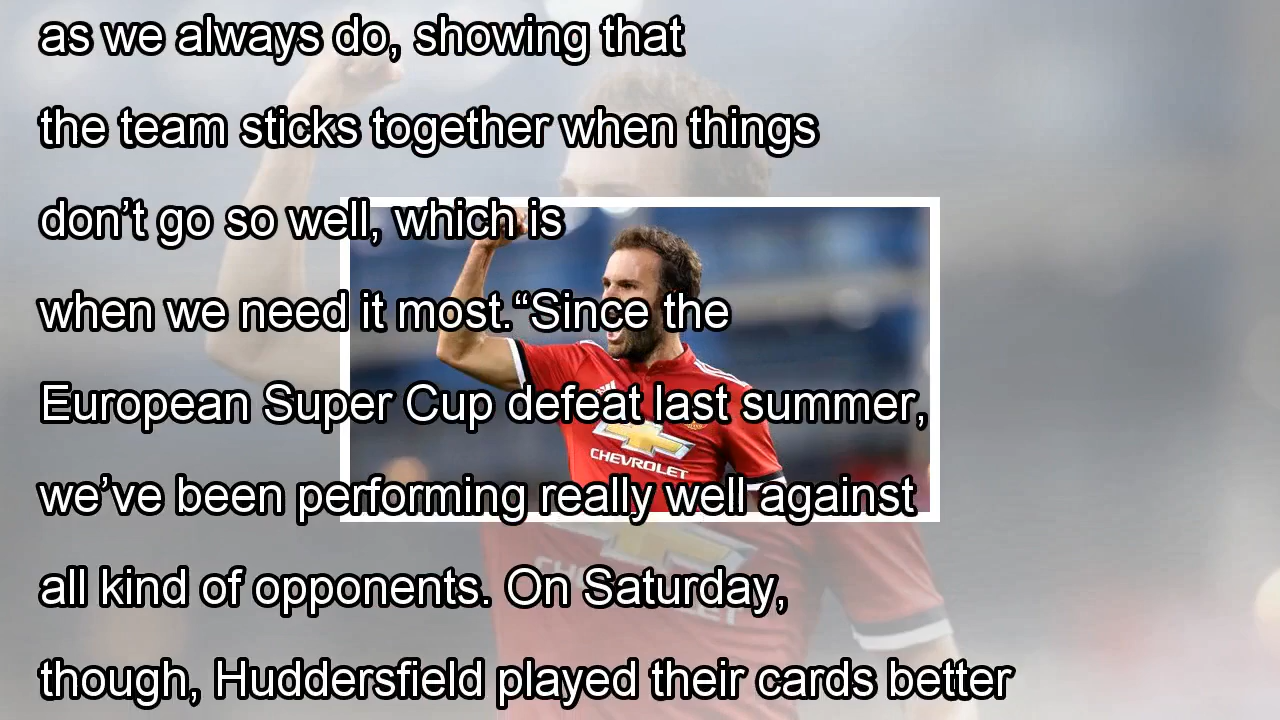 as we always do, showing that
the team sticks together when things
don’t go so well, which is
when we need it most.“Since the
European Super Cup defeat last summer,
we’ve been performing really well against
CHEVROLET
all kind of opponents. On Saturday,
though, Huddersfield played their cards better